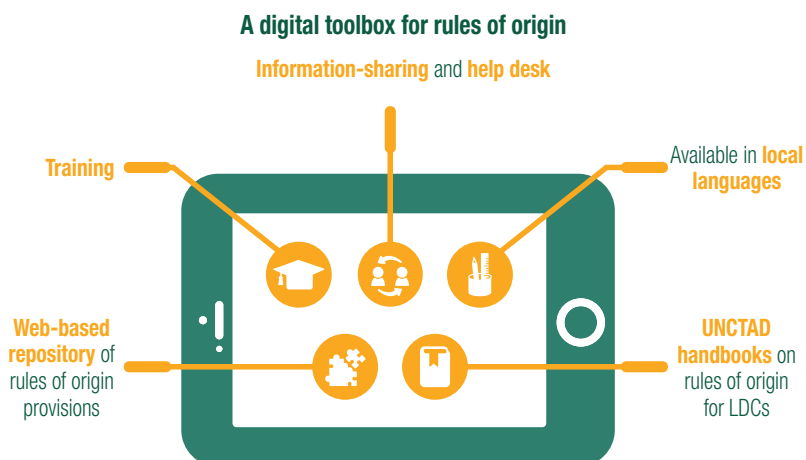 A digital toolbox for rules of origin
Information-sharing and help desk
Training
Available in local
languages
Web-based
repository of
rules of origin
provisions
UNCTAD
handbooks on
rules of origin
for LDCs